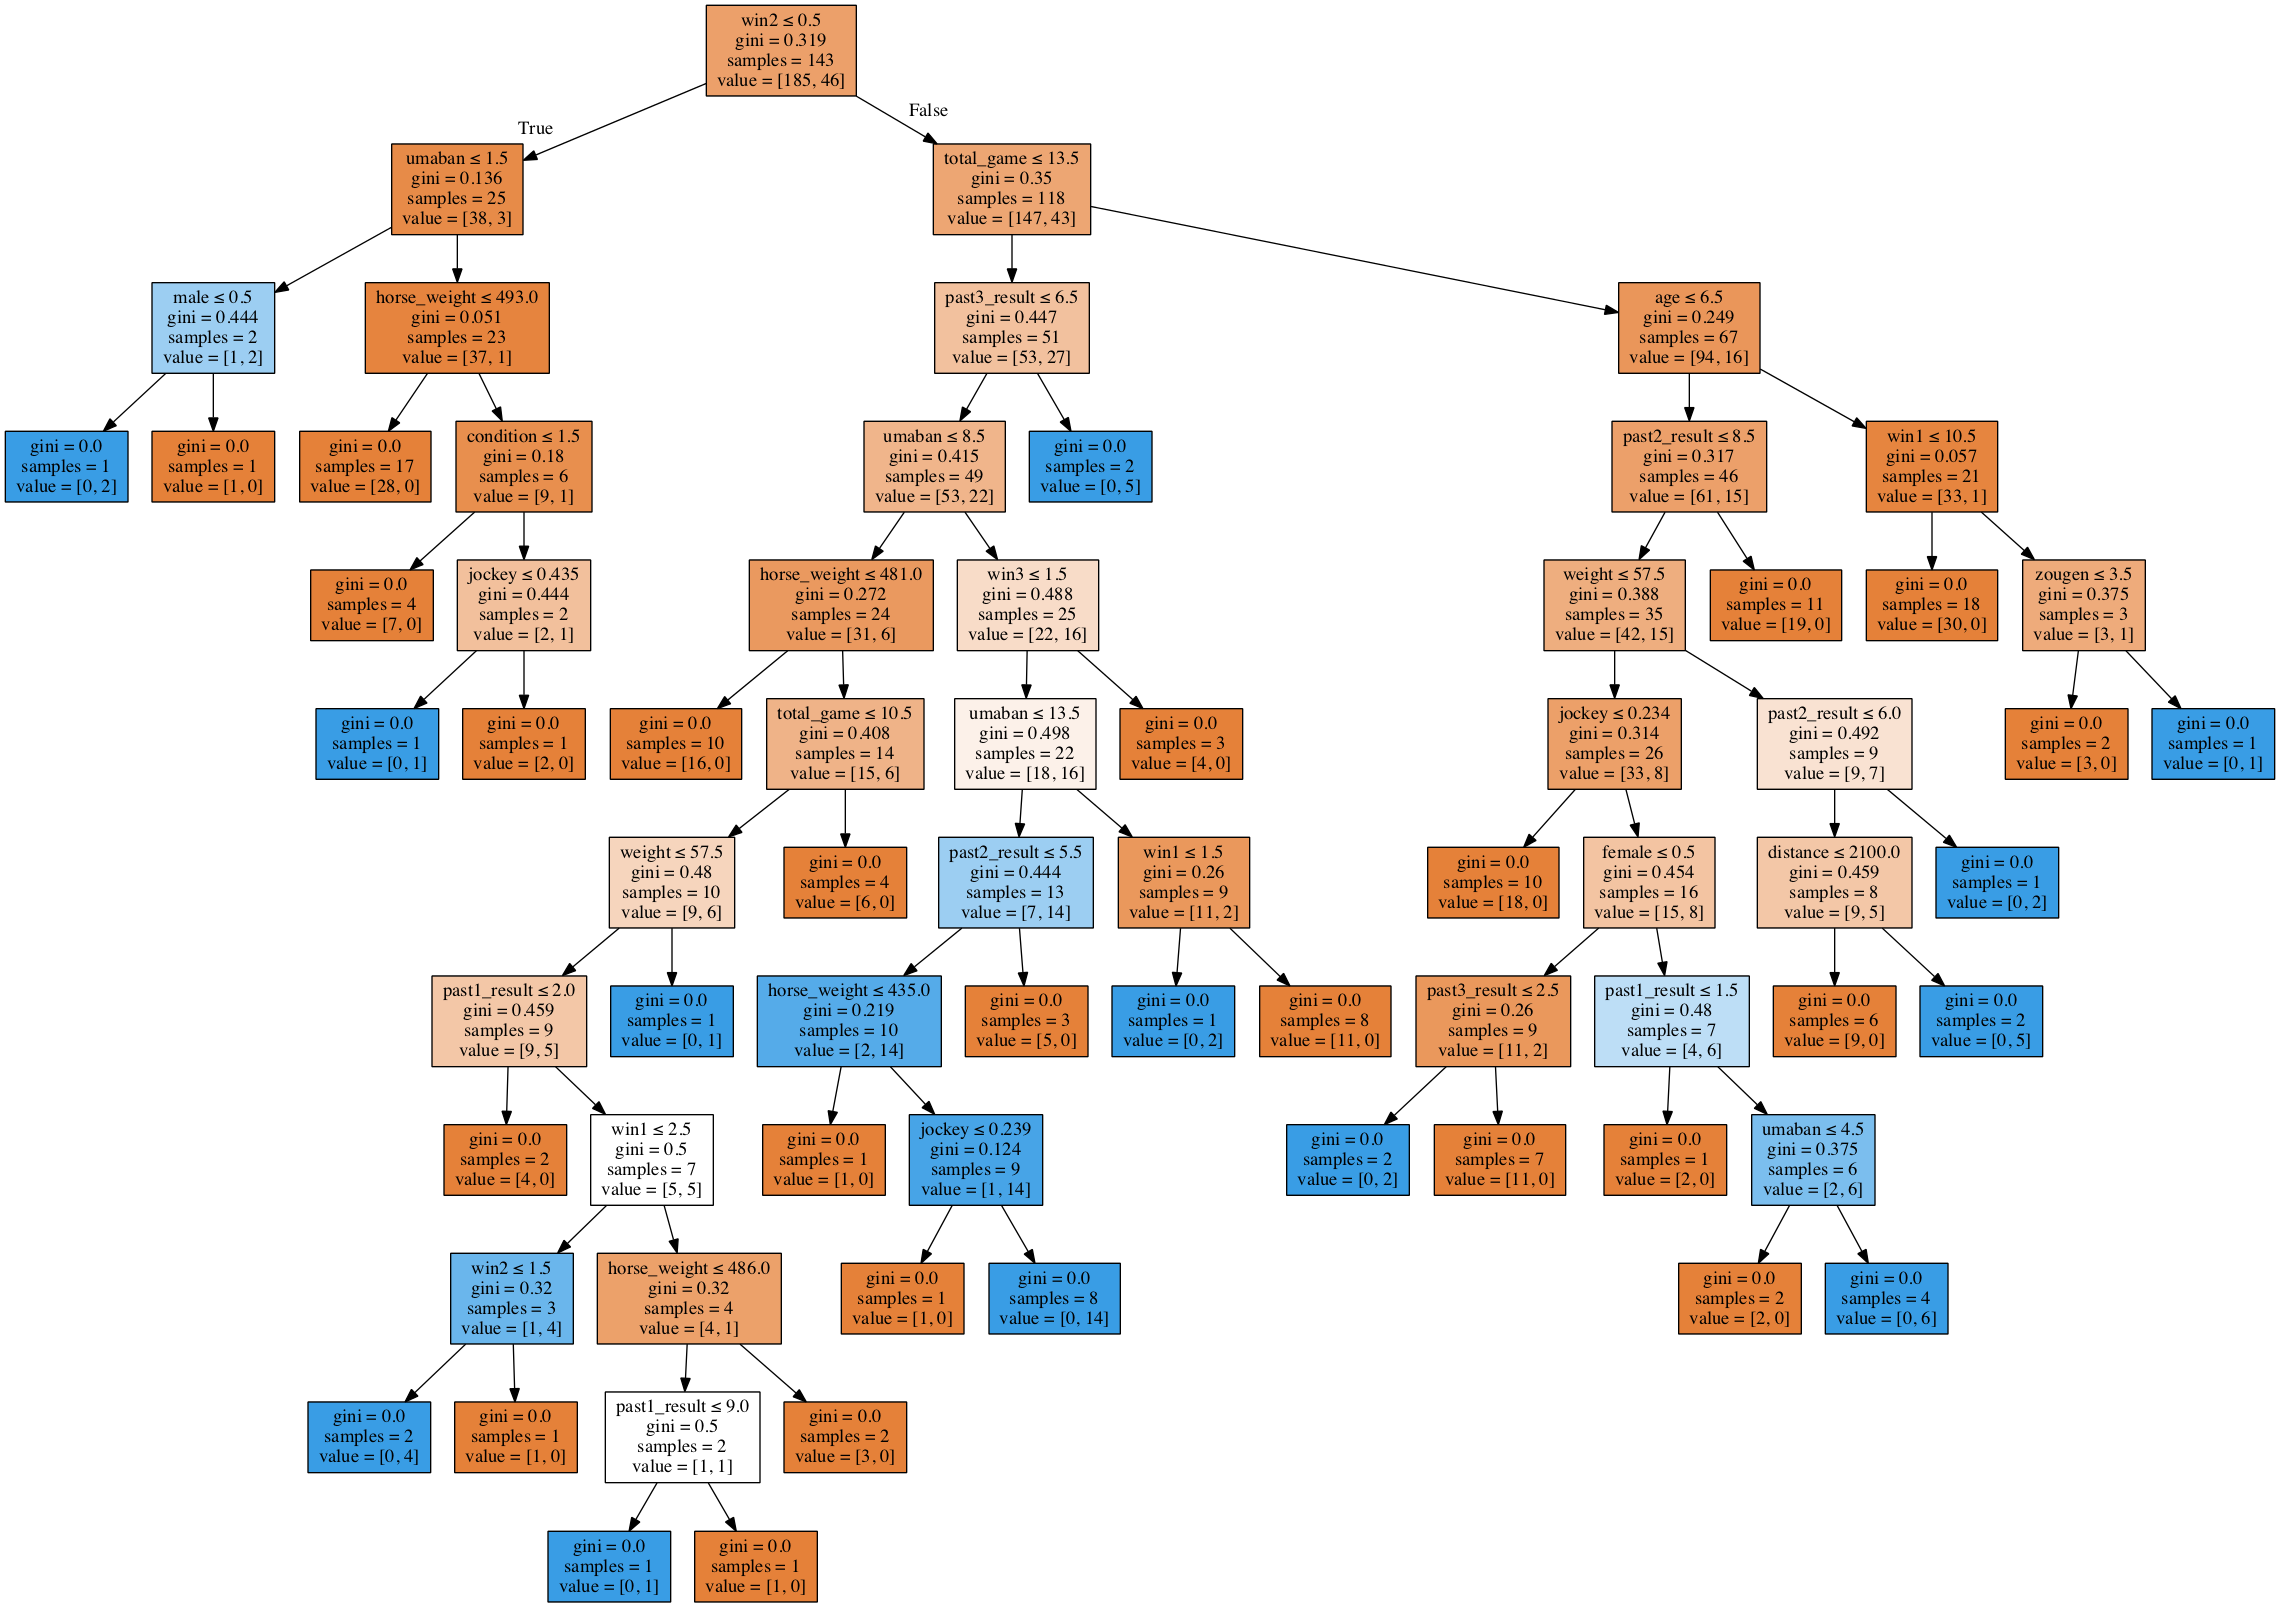 win2 ≤ 0.5
gini = 0.319
samples = 143
value = [185, 46]
True
False
umaban ≤ 1.5
gini = 0.136
samples = 25
value = [38, 3]
total_game ≤ 13.5
gini = 0.35
samples = 118
value = [147, 43]
male ≤ 0.5
gini = 0.444
samples = 2
value = [1, 2]
horse_weight ≤ 493.0
gini = 0.051
samples = 23
value = [37, 1]
past3_result ≤ 6.5
gini = 0.447
samples = 51
value = [53, 27]
age ≤ 6.5
gini = 0.249
samples = 67
value = [94, 16]
gini = 0.0
samples = 1
value = [0, 2]
gini = 0.0
samples = 1
value = [1, 0]
gini = 0.0
samples = 17
value = [28, 0]
condition ≤ 1.5
gini = 0.18
samples = 6
value = [9, 1]
umaban ≤ 8.5
gini = 0.415
samples = 49
value = [53, 22]
gini = 0.0
samples = 2
value = [0, 5]
past2_result ≤ 8.5
gini = 0.317
samples = 46
value = [61, 15]
win1 ≤ 10.5
gini = 0.057
samples = 21
value = [33, 1]
gini = 0.0
samples = 4
value = [7, 0]
jockey ≤ 0.435
gini = 0.444
samples = 2
value = [2, 1]
horse_weight ≤ 481.0
gini = 0.272
samples = 24
value = [31, 6]
win3 ≤ 1.5
gini = 0.488
samples = 25
value = [22, 16]
weight ≤ 57.5
gini = 0.388
samples = 35
value = [42, 15]
gini = 0.0
samples = 11
value = [19, 0]
gini = 0.0
samples = 18
value = [30, 0]
zougen ≤ 3.5
gini = 0.375
samples = 3
value = [3, 1]
gini = 0.0
samples = 1
value = [0, 1]
gini = 0.0
samples = 1
value = [2, 0]
gini = 0.0
samples = 10
value = [16, 0]
total_game ≤ 10.5
gini = 0.408
samples = 14
value = [15, 6]
umaban ≤ 13.5
gini = 0.498
samples = 22
value = [18, 16]
gini = 0.0
samples = 3
value = [4, 0]
jockey ≤ 0.234
gini = 0.314
samples = 26
value = [33, 8]
past2_result ≤ 6.0
gini = 0.492
samples = 9
value = [9, 7]
gini = 0.0
samples = 2
value = [3, 0]
gini = 0.0
samples = 1
value = [0, 1]
weight ≤ 57.5
gini = 0.48
samples = 10
value = [9, 6]
gini = 0.0
samples = 4
value = [6, 0]
past2_result ≤ 5.5
gini = 0.444
samples = 13
value = [7, 14]
win1 ≤ 1.5
gini = 0.26
samples = 9
value = [11, 2]
gini = 0.0
samples = 10
value = [18, 0]
female ≤ 0.5
gini = 0.454
samples = 16
value = [15, 8]
distance ≤ 2100.0
gini = 0.459
samples = 8
value = [9, 5]
gini = 0.0
samples = 1
value = [0, 2]
past1_result ≤ 2.0
gini = 0.459
samples = 9
value = [9, 5]
gini = 0.0
samples = 1
value = [0, 1]
horse_weight ≤ 435.0
gini = 0.219
samples = 10
value = [2, 14]
gini = 0.0
samples = 3
value = [5, 0]
gini = 0.0
samples = 1
value = [0, 2]
gini = 0.0
samples = 8
value = [11, 0]
past3_result ≤ 2.5
gini = 0.26
samples = 9
value = [11, 2]
past1_result ≤ 1.5
gini = 0.48
samples = 7
value = [4, 6]
gini = 0.0
samples = 6
value = [9, 0]
gini = 0.0
samples = 2
value = [0, 5]
gini = 0.0
samples = 2
value = [4, 0]
win1 ≤ 2.5
gini = 0.5
samples = 7
value = [5, 5]
gini = 0.0
samples = 1
value = [1, 0]
jockey ≤ 0.239
gini = 0.124
samples = 9
value = [1, 14]
gini = 0.0
samples = 2
value = [0, 2]
gini = 0.0
samples = 7
value = [11, 0]
gini = 0.0
samples = 1
value = [2, 0]
umaban ≤ 4.5
gini = 0.375
samples = 6
value = [2, 6]
win2 ≤ 1.5
gini = 0.32
samples = 3
value = [1, 4]
horse_weight ≤ 486.0
gini = 0.32
samples = 4
value = [4, 1]
gini = 0.0
samples = 1
value = [1, 0]
gini = 0.0
samples = 8
value = [0, 14]
gini = 0.0
samples = 2
value = [2, 0]
gini = 0.0
samples = 4
value = [0, 6]
gini = 0.0
samples = 2
value = [0, 4]
gini = 0.0
samples = 1
value = [1, 0]
past1_result ≤ 9.0
gini = 0.5
samples = 2
value = [1, 1]
gini = 0.0
samples = 2
value = [3, 0]
gini = 0.0
samples = 1
value = [0, 1]
gini = 0.0
samples = 1
value = [1, 0]